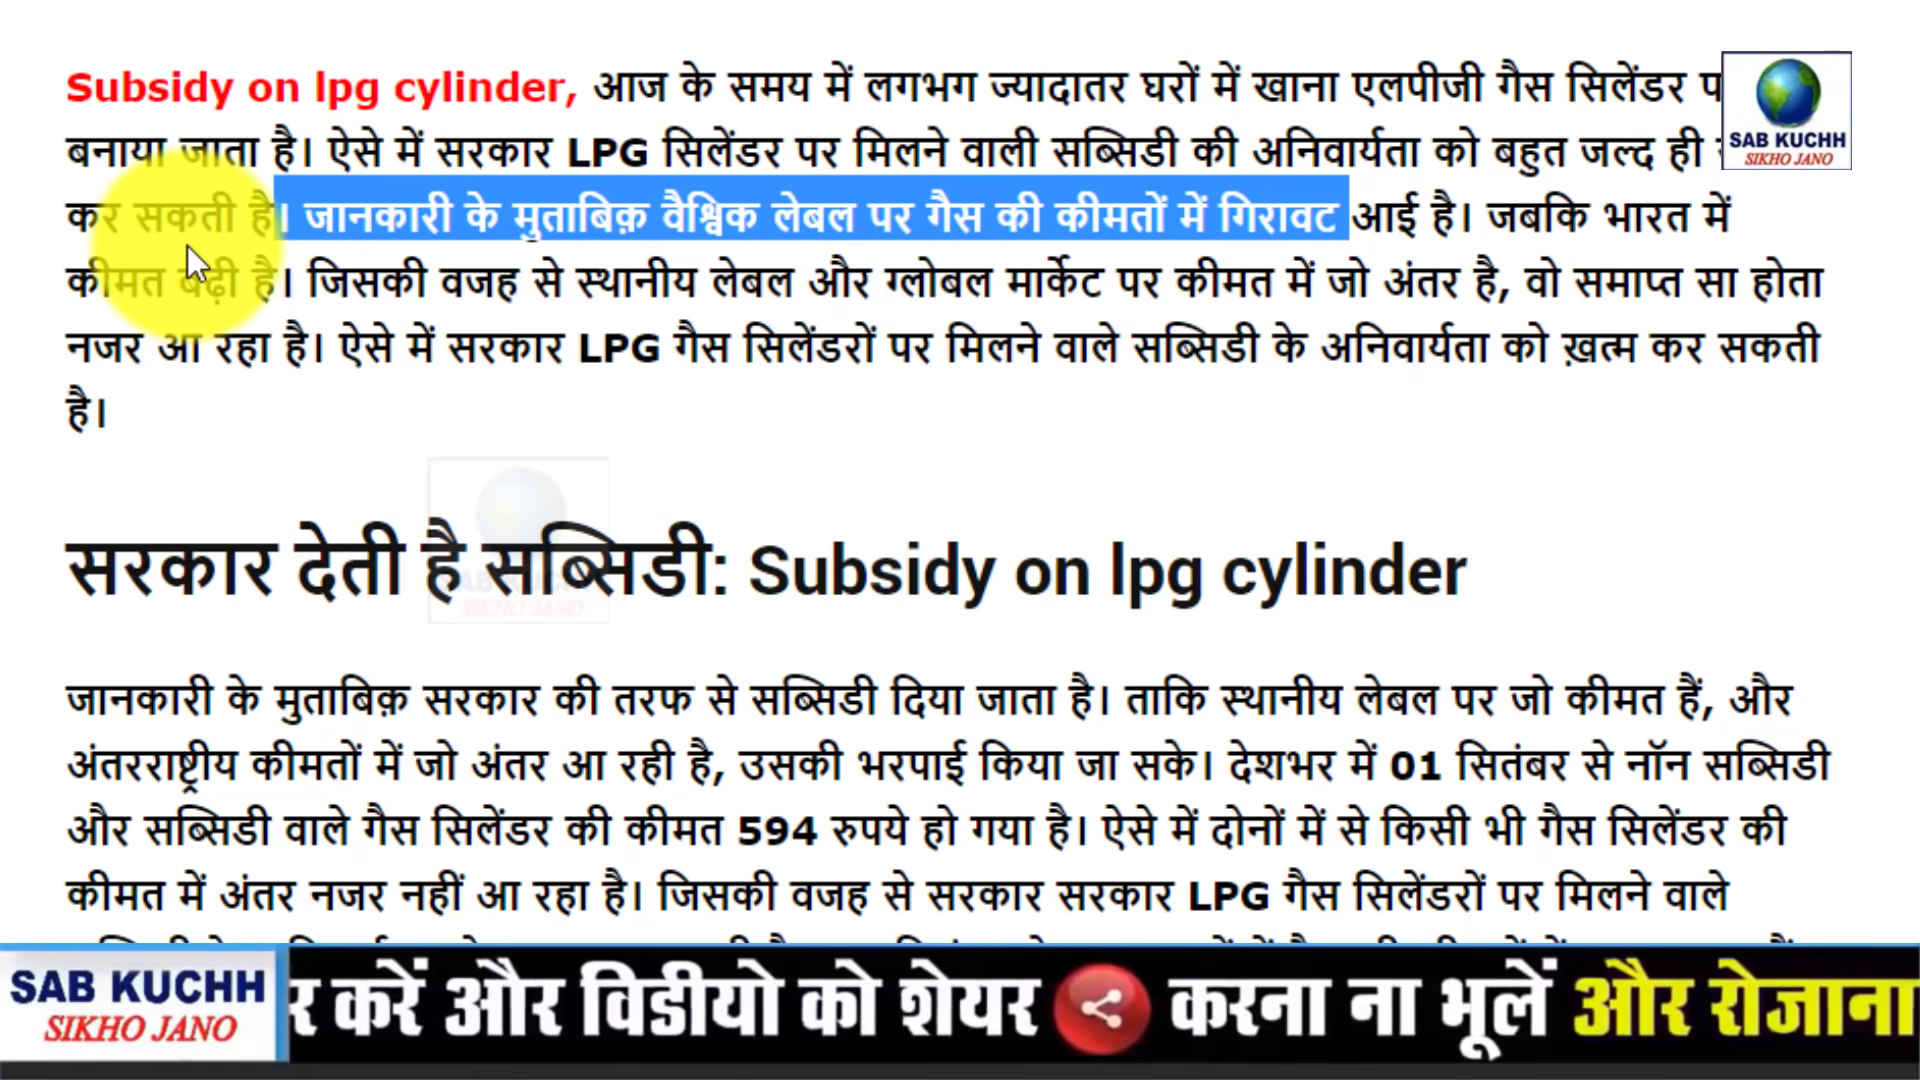 Subsidy on lpg cylinder, आज के समय में लगभग ज्यादातर घरों में खाना एलपीजी गैस सिलेंडर
बनाया जाता है। ऐसे में सरकार LPG सिलेंडर पर मिलने वाली सब्सिडी की अनिवार्यता को बहुत जल्द ही
कर सकती है। जानकारी के मुताबिक़ वैश्विक लेबल पर गैस की कीमतों में गिरावट आई है। जबकि भारत में
कीमत बढ़ी है। जिसकी वजह से स्थानीय लेबल और ग्लोबल मार्केट पर कीमत में जो अंतर है, वो समाप्त सा होता
नजर आ रहा है। ऐसे में सरकार LPG गैस सिलेंडरों पर मिलने वाले सब्सिडी के अनिवार्यता को ख़त्म कर सकती
है।
SAB KUCHH
SIKHO JANO
सरकार देती है सब्सिडी: Subsidy on lpg cylinder
जानकारी के मुताबिक़ सरकार की तरफ से सब्सिडी दिया जाता है। ताकि स्थानीय लेबल पर जो कीमत हैं, और
अंतरराष्ट्रीय कीमतों में जो अंतर आ रही है, उसकी भरपाई किया जा सके। देशभर में 01 सितंबर से नॉन सब्सिडी
और सब्सिडी वाले गैस सिलेंडर की कीमत 594 रुपये हो गया है। ऐसे में दोनों में से किसी भी गैस सिलेंडर की
कीमत में अंतर नजर नहीं आ रहा है। जिसकी वजह से सरकार सरकार LPG गैस सिलेंडरों पर मिलने वाले
SAB KUCHH
SIKHO JANO
करें और विडीयो को शेयर करना ना भूलें और रोजाना